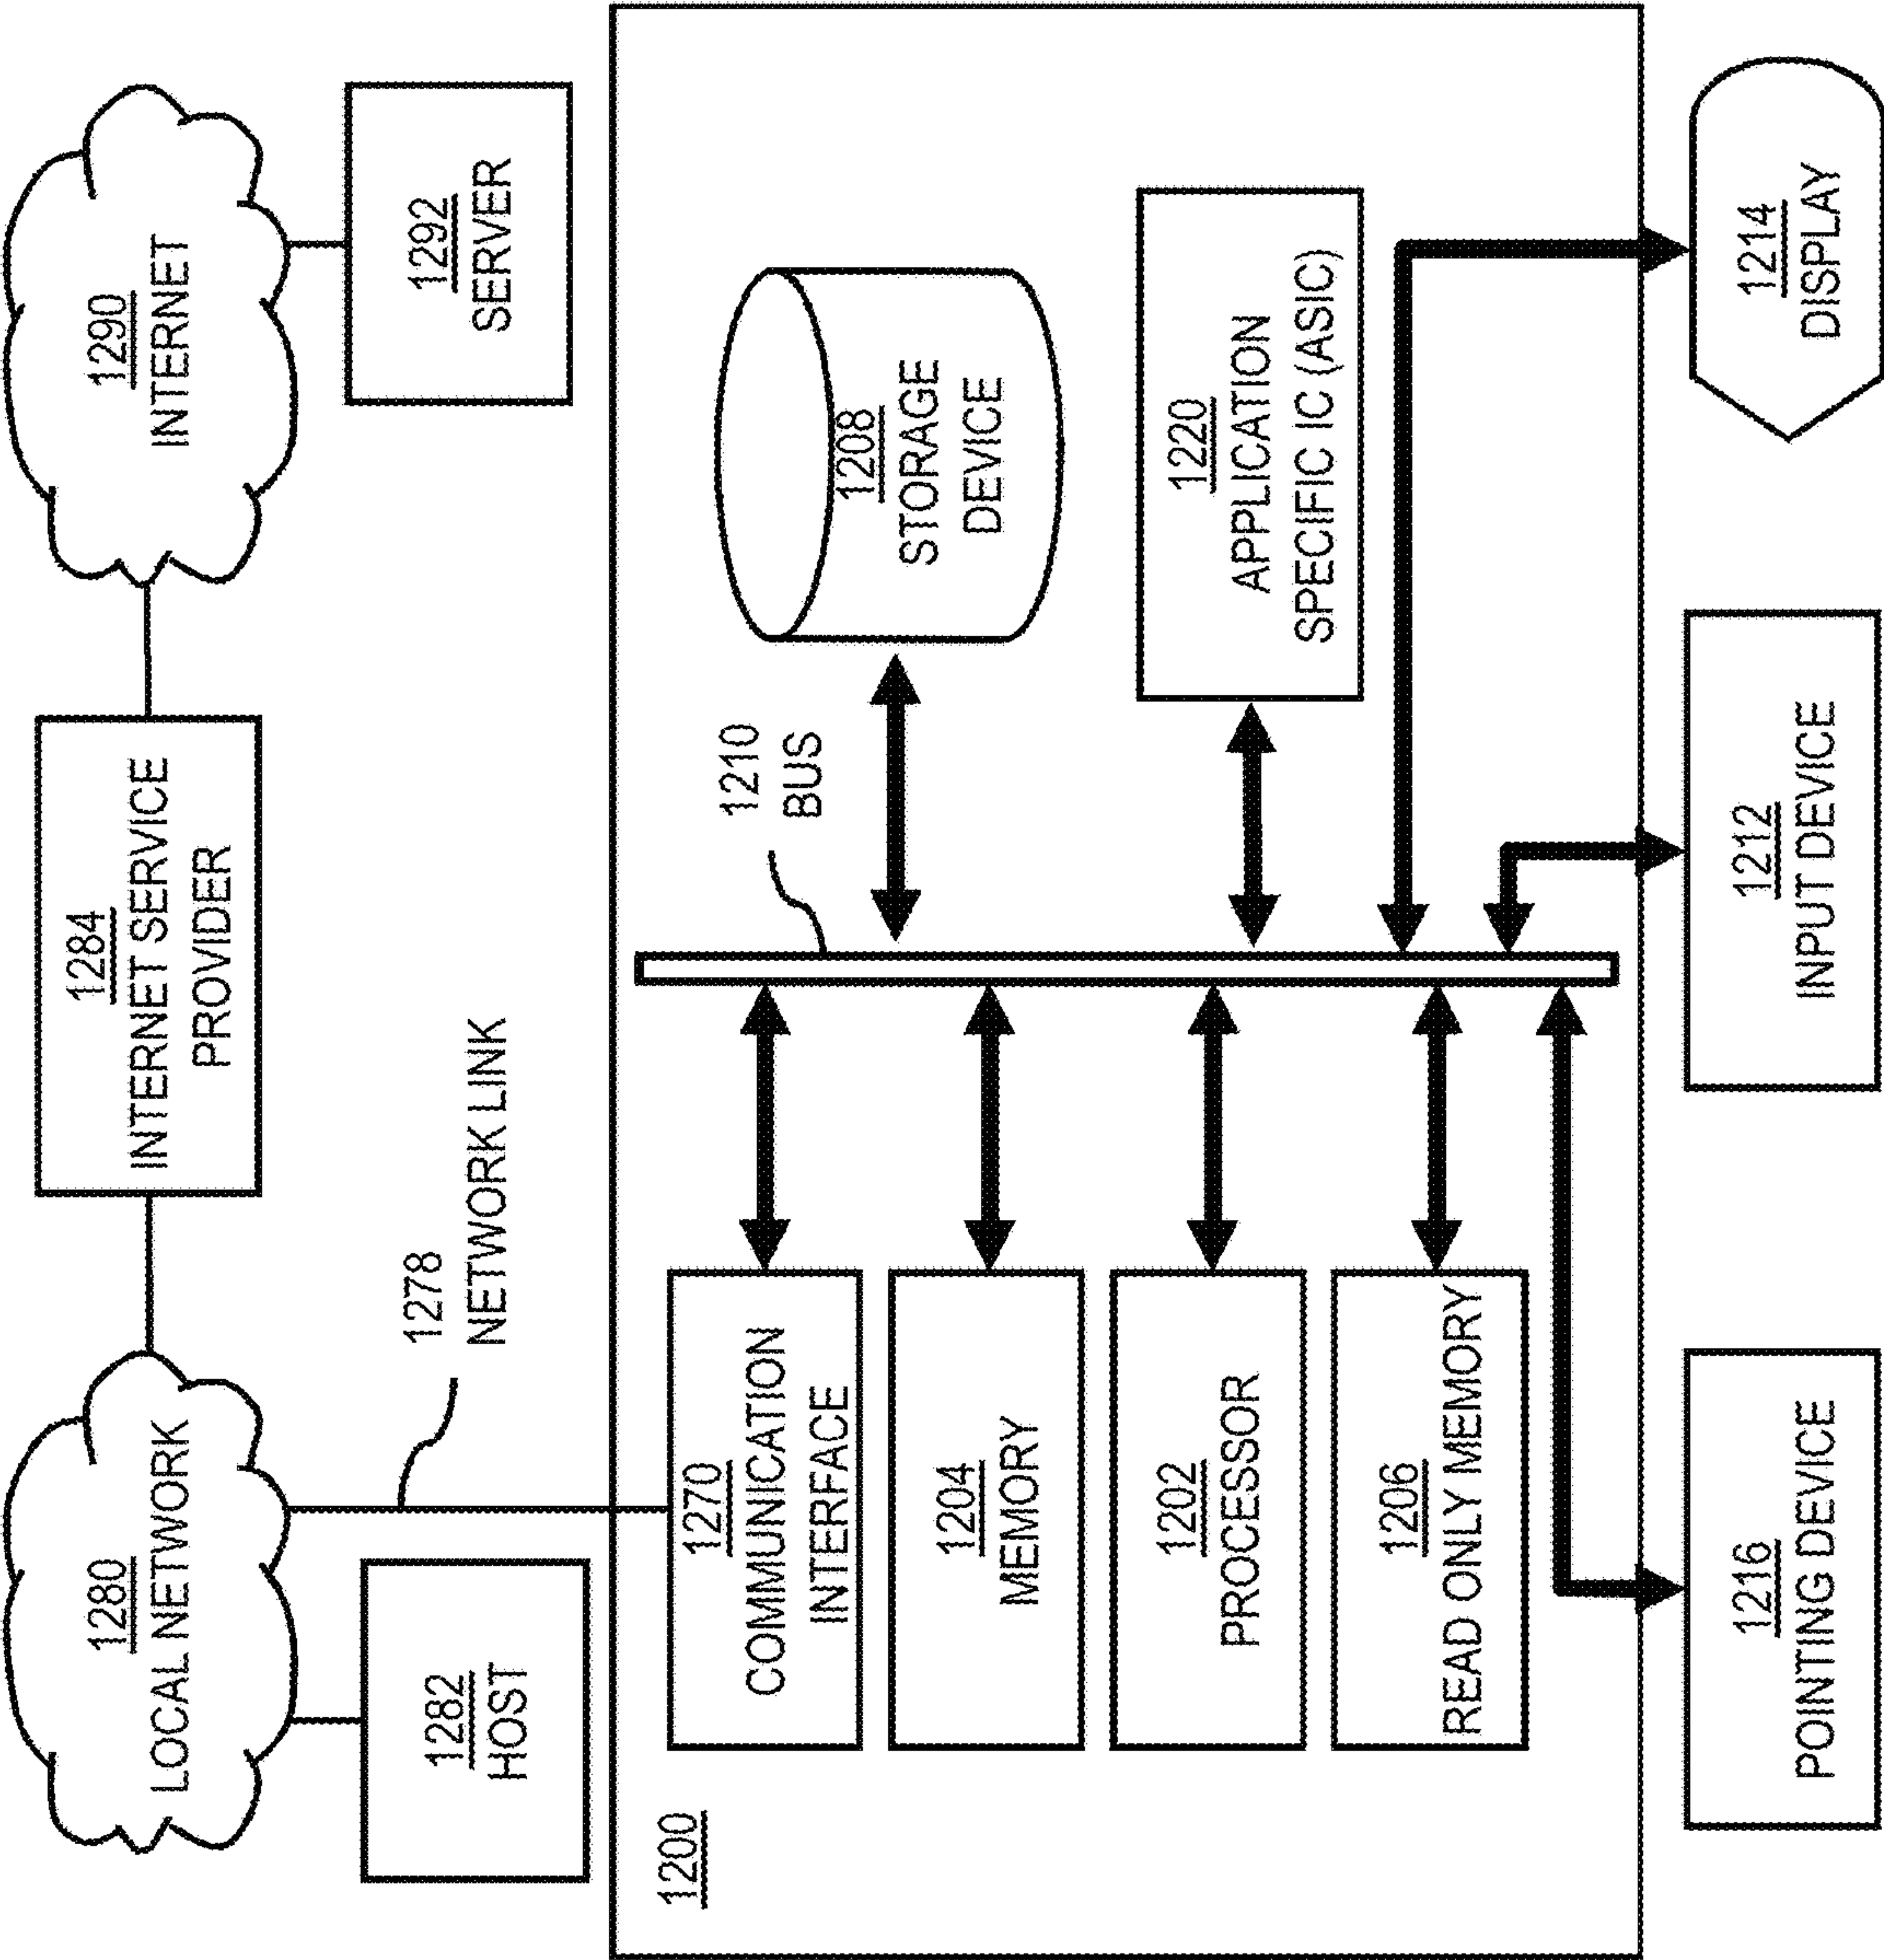 1280
LOCAL NETWORK
1284
INTERNET SERVICE
PROVIDER
1290
INTERNET
1282
HOST
1278
NETWORK LINK
1292
SERVER
1200
1270
COMMUNICATION
INTERFACE
1210
BUS
1208
STORAGE
DEVICE
1204
MEMORY
1202
PROCESSOR
1220
APPLICATION
SPECIFIC IC (ASIC)
1206
READ ONLY MEMORY
1216
POINTING DEVICE
1212
INPUT DEVICE
1214
DISPLAY